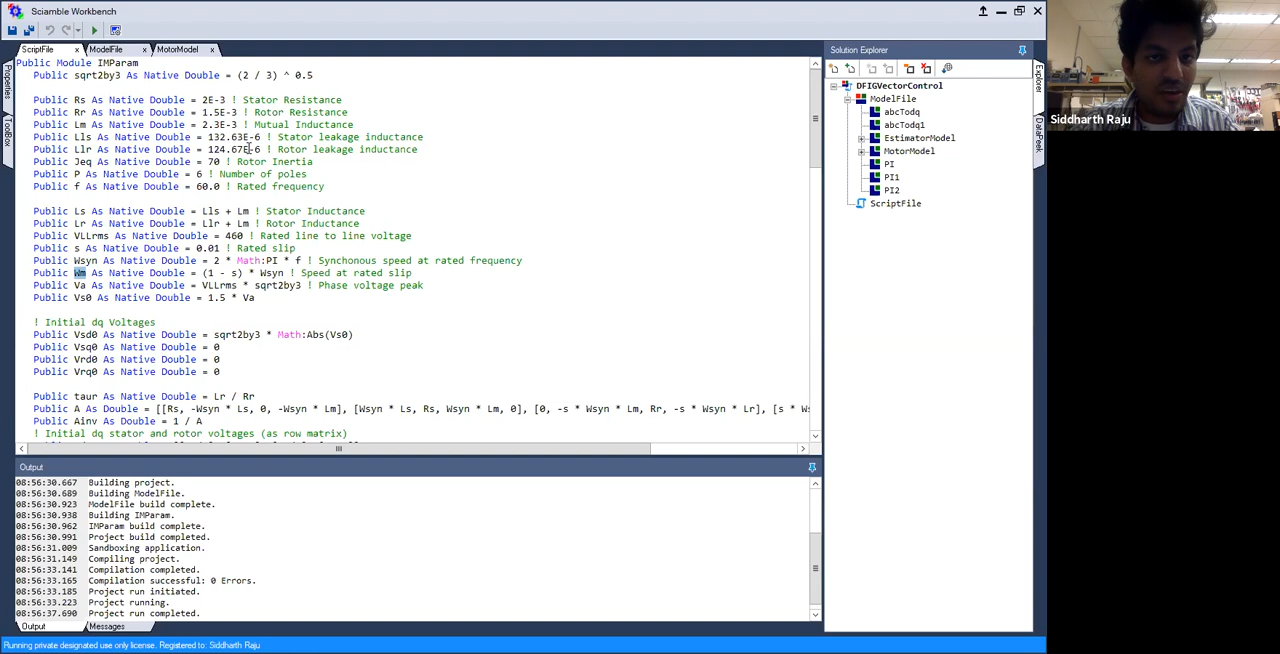 Sciamble Workbench
ScriptFile x ModelFile x MotorModel x
Public Module IMParam
Public sqrt2by3 As Native Double = (2 / 3) ^ 0.5
Public Rs As Native Double = 2E-3 ! Stator Resistance
Public Rr As Native Double = 1.5E-3 ! Rotor Resistance
Public Lm As Native Double = 2.3E-3 ! Mutual Inductance
Public Lls As Native Double = 132.63E-6 ! Stator leakage inductance
Public Llr As Native Double = 124.67E-6 ! Rotor leakage inductance
Public Jeq As Native Double = 70 ! Rotor Inertia
Public P As Native Double = 6 ! Number of poles
Public f As Native Double = 60.0 ! Rated frequency
Public Ls As Native Double = Lls + Lm ! Stator Inductance
Public Lr As Native Double = Llr + Lm ! Rotor Inductance
Public VLLrms As Native Double = 460 ! Rated line to line voltage
Public s As Native Double = 0.01 ! Rated slip
Public Wsyn As Native Double = 2 * Math:PI * f ! Synchonous speed at rated frequency
Public Wm As Native Double = (1 - s) * Wsyn ! Speed at rated slip
Public Va As Native Double = VLLrms * sqrt2by3 ! Phase voltage peak
Public Vs0 As Native Double = 1.5 * Va
! Initial dq Voltages
Public Vsd0 As Native Double = sqrt2by3 * Math:Abs(Vs0)
Public Vsq0 As Native Double = 0
Public Vrd0 As Native Double = 0
Public Vrq0 As Native Double = 0
Public taur As Native Double = Lr / Rr
Public A As Double = [[Rs, -Wsyn * Ls, 0, -Wsyn * Lm], [Wsyn * Ls, Rs, Wsyn * Lm, 0], [0, -s * Wsyn * Lm, Rr, -s * Wsyn * Lr], [s * Ws
Public Ainv As Double = 1 / A
! Initial dq stator and rotor voltages (as row matrix)
Properties
ToolBox
Output
08:56:30.667 Building project.
08:56:30.689 Building ModelFile.
08:56:30.923 ModelFile build complete.
08:56:30.938 Building IMParam.
08:56:30.962 IMParam build complete.
08:56:30.991 Project build completed.
08:56:31.009 Sandboxing application.
08:56:31.149 Compiling project.
08:56:33.141 Compilation completed.
08:56:33.165 Compilation successful: 0 Errors.
08:56:33.185 Project run initiated.
08:56:33.223 Project running.
08:56:37.690 Project run completed.
Output Messages
Running private designated use only license. Registered to: Siddharth Raju
Solution Explorer
DFIGVectorControl
ModelFile
abcTodq
abcTodq1
EstimatorModel
MotorModel
PI
PI1
PI2
ScriptFile
Explorer
DataPeek
Siddharth Raju